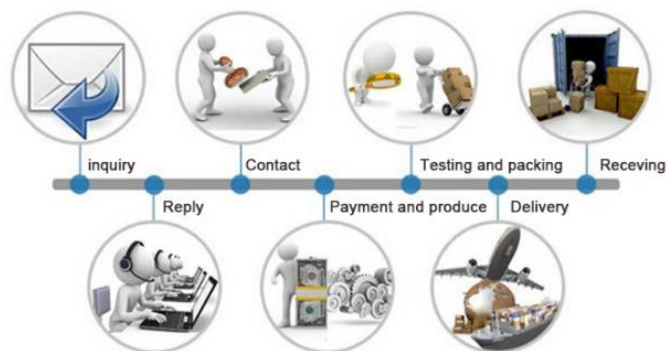 inquiry
Contact
Testing and packing
Receving
Reply
Payment and produce
Delivery